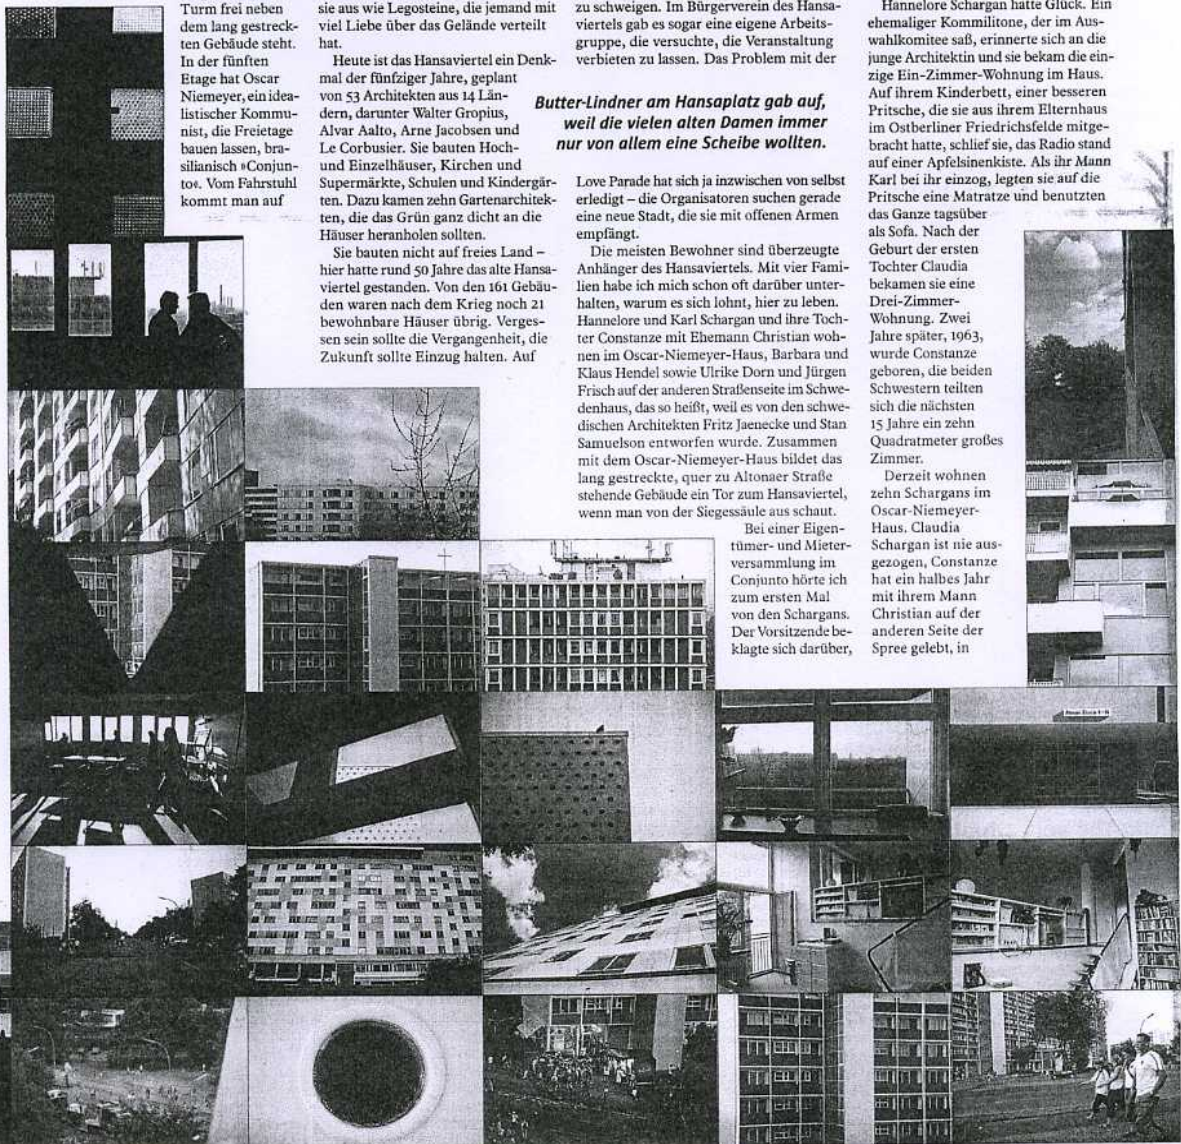 Turm frei neben
dem lang gestreck-
ten Gebäude steht.
In der fünften
Etage hat Oscar
Niemeyer, ein idea-
listischer Kommu-
nist, die Freietage
bauen lassen, bra-
silianisch »Conjun-
to«. Vom Fahrstuhl
kommt man auf
sie aus wie Legosteine, die jemand mit
viel Liebe über das Gelände verteilt
hat.
Heute ist das Hansaviertel ein Denk-
mal der fünfziger Jahre, geplant
von 53 Architekten aus 14 Län-
dern, darunter Walter Gropius,
Alvar Aalto, Arne Jacobsen und
Le Corbusier. Sie bauten Hoch-
und Einzelhäuser, Kirchen und
Supermärkte, Schulen und Kindergär-
ten. Dazu kamen zehn Gartenarchitek-
ten, die das Grün ganz dicht an die
Häuser heranholen sollten.
Sie bauten nicht auf freies Land –
hier hatte rund 50 Jahre das alte Hansa-
viertel gestanden. Von den 161 Gebäu-
den waren nach dem Krieg noch 21
bewohnbare Häuser übrig. Verges-
sen sein sollte die Vergangenheit, die
Zukunft sollte Einzug halten. Auf
zu schweigen. Im Bürgerverein des Hansa-
viertels gab es sogar eine eigene Arbeits-
gruppe, die versuchte, die Veranstaltung
verbieten zu lassen. Das Problem mit der
Butter-Lindner am Hansaplatz gab auf,
weil die vielen alten Damen immer
nur von allem eine Scheibe wollten.
Love Parade hat sich ja inzwischen von selbst
erledigt – die Organisatoren suchen gerade
eine neue Stadt, die sie mit offenen Armen
empfängt.
Die meisten Bewohner sind überzeugte
Anhänger des Hansaviertels. Mit vier Fami-
lien habe ich mich schon oft darüber unter-
halten, warum es sich lohnt, hier zu leben.
Hannelore und Karl Schargan und ihre Toch-
ter Constanze mit Ehemann Christian woh-
nen im Oscar-Niemeyer-Haus, Barbara und
Klaus Hendel sowie Ulrike Dorn und Jürgen
Frisch auf der anderen Straßenseite im Schwe-
denhaus, das so heißt, weil es von den schwe-
dischen Architekten Fritz Jaenecke und Stan
Samuelson entworfen wurde. Zusammen
mit dem Oscar-Niemeyer-Haus bildet das
lang gestreckte, quer zu Altonaer Straße
stehende Gebäude ein Tor zum Hansaviertel,
wenn man von der Siegessäule aus schaut.
Bei einer Eigen-
tümer- und Mieter-
versammlung im
Conjunto hörte ich
zum ersten Mal
von den Schargans.
Der Vorsitzende be-
klagte sich darüber,
Hannelore Schargan hatte Glück. Ein
ehemaliger Kommilitone, der im Aus-
wahlkomitee saß, erinnerte sich an die
junge Architektin und sie bekam die ein-
zige Ein-Zimmer-Wohnung im Haus.
Auf ihrem Kinderbett, einer besseren
Pritsche, die sie aus ihrem Elternhaus
im Ostberliner Friedrichsfelde mitge-
bracht hatte, schlief sie, das Radio stand
auf einer Apfelsinenkiste. Als ihr Mann
Karl bei ihr einzog, legten sie auf die
Pritsche eine Matratze und benutzten
das Ganze tagsüber
als Sofa. Nach der
Geburt der ersten
Tochter Claudia
bekamen sie eine
Drei-Zimmer-
Wohnung. Zwei
Jahre später, 1963,
wurde Constanze
geboren, die beiden
Schwestern teilten
sich die nächsten
15 Jahre ein zehn
Quadratmeter großes
Zimmer.
Derzeit wohnen
zehn Schargans im
Oscar-Niemeyer-
Haus. Claudia
Schargan ist nie aus-
gezogen, Constanze
hat ein halbes Jahr
mit ihrem Mann
Christian auf der
anderen Seite der
Spree gelebt, in